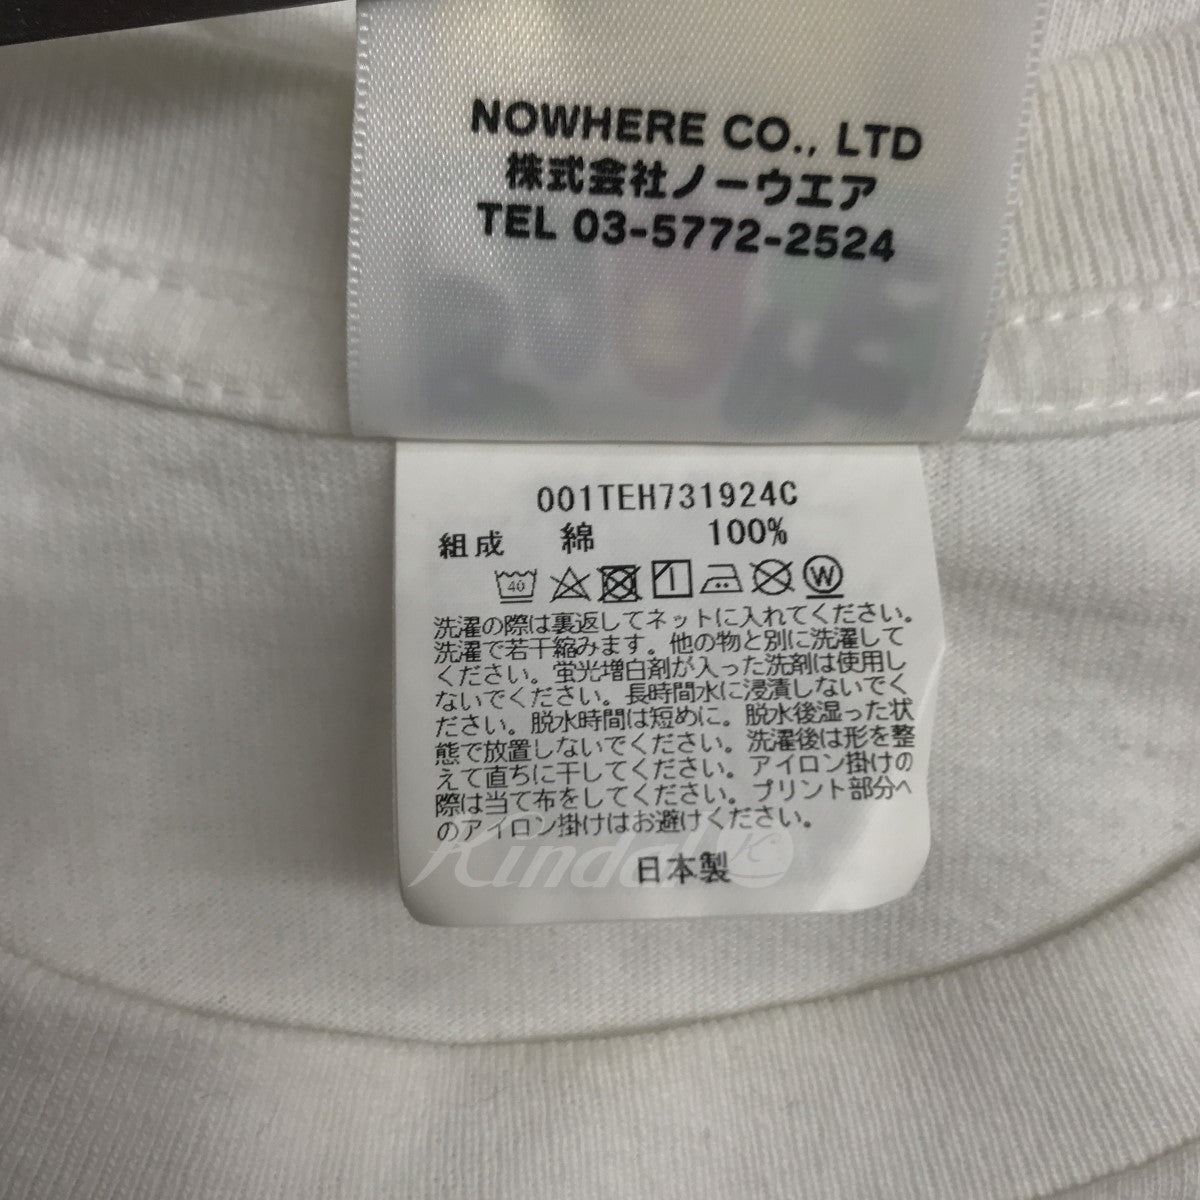 NOWHERE CO., LTD
株式会社ノーウエア
TEL 03-5772-2524
001TEH731924C
組成 綿 100%
40 W
洗濯の際は裏返してネットに入れてください。
洗濯で若干縮みます。他の物と別に洗濯して
ください。蛍光増白剤が入った洗剤は使用し
ないでください。長時間水に浸漬しないでく
ださい。脱水時間は短めに。脱水後湿った状
態で放置しないでください。洗濯後は形を整
えて直ちに干してください。アイロン掛けの
際は当て布をしてください。プリント部分へ
のアイロン掛けはお避けください。
Kindal
日本製